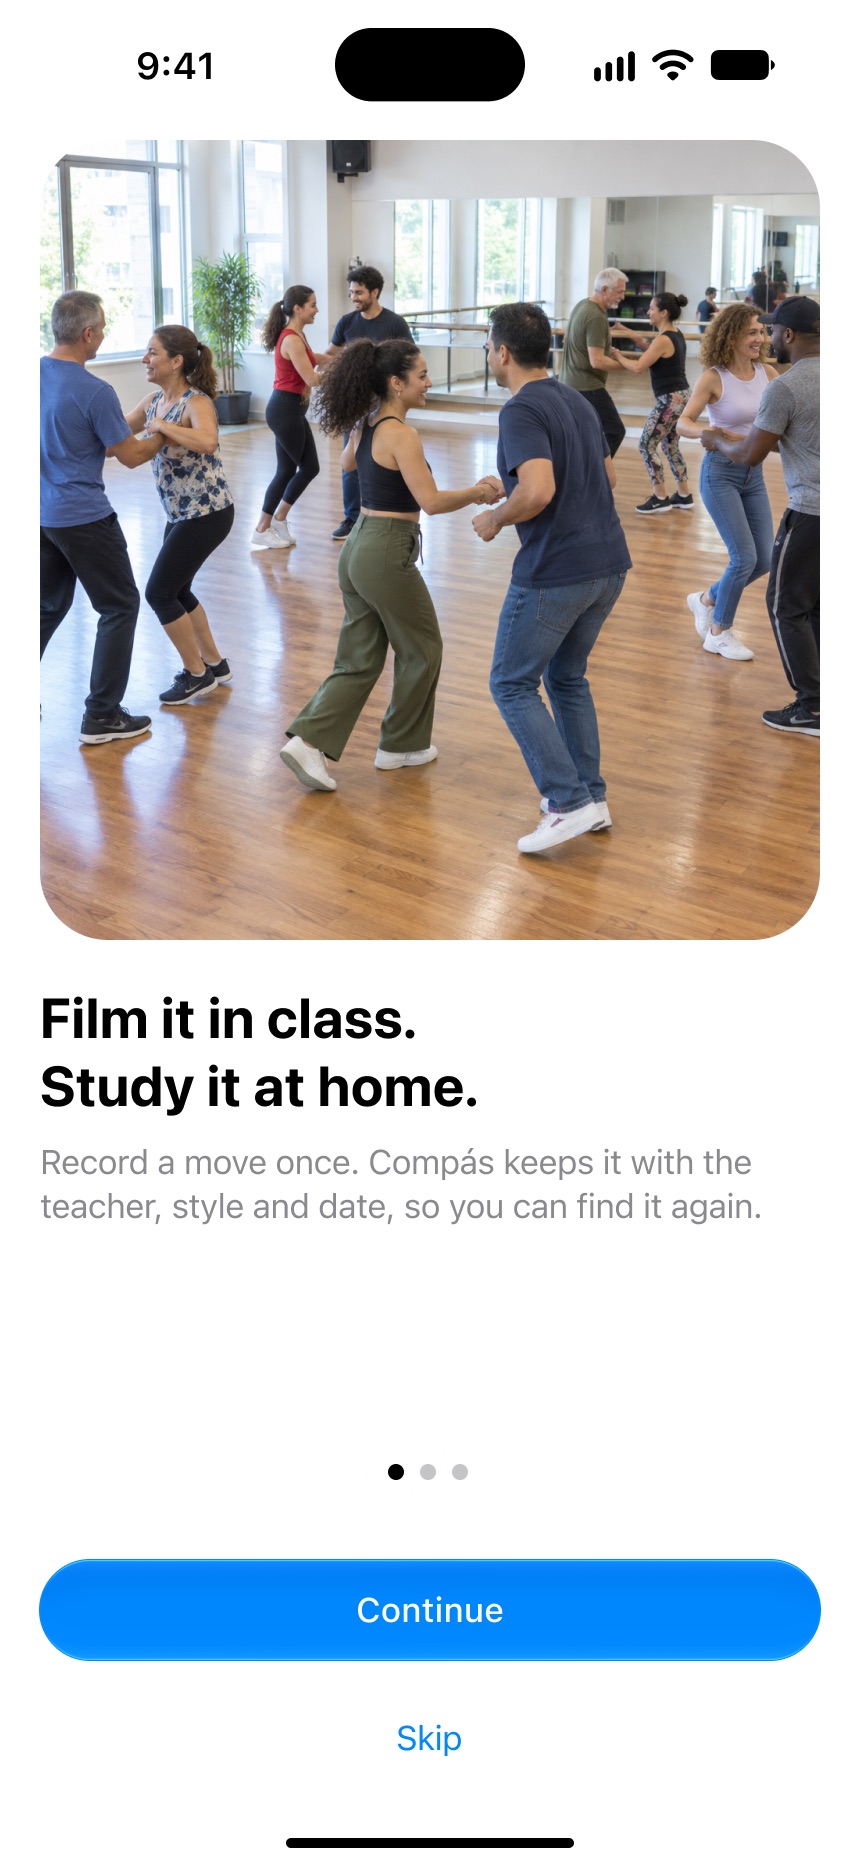 9:41
Film it in class.
Study it at home.
Record a move once. Compás keeps it with the
teacher, style and date, so you can find it again.
Continue
Skip